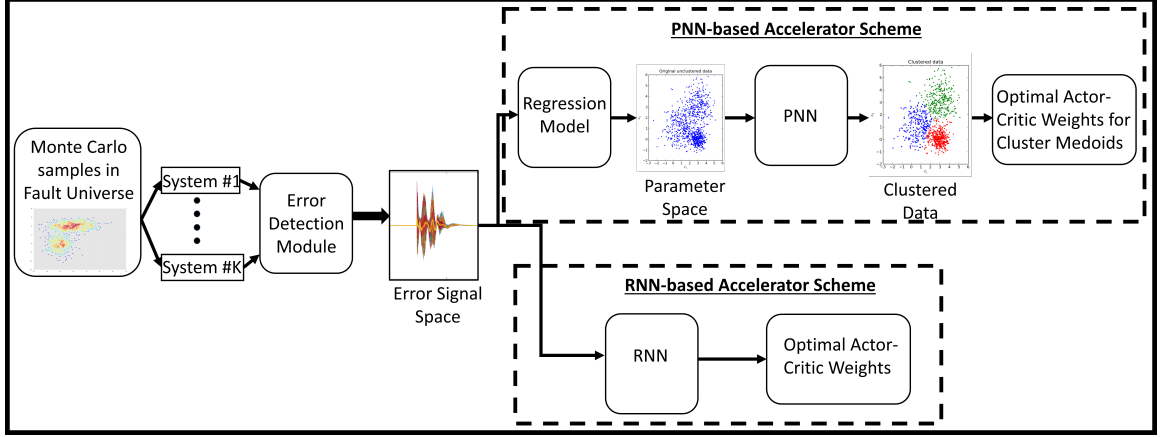 PNN-based Accelerator Scheme
Monte Carlo
samples in
Fault Universe
System #1
System #K
Error
Detection
Module
Error Signal
Space
Regression
Model
Original unclustered data
Parameter
Space
PNN
Clustered data
Clustered
Data
Optimal Actor-
Critic Weights for
Cluster Medoids
RNN-based Accelerator Scheme
RNN
Optimal Actor-
Critic Weights